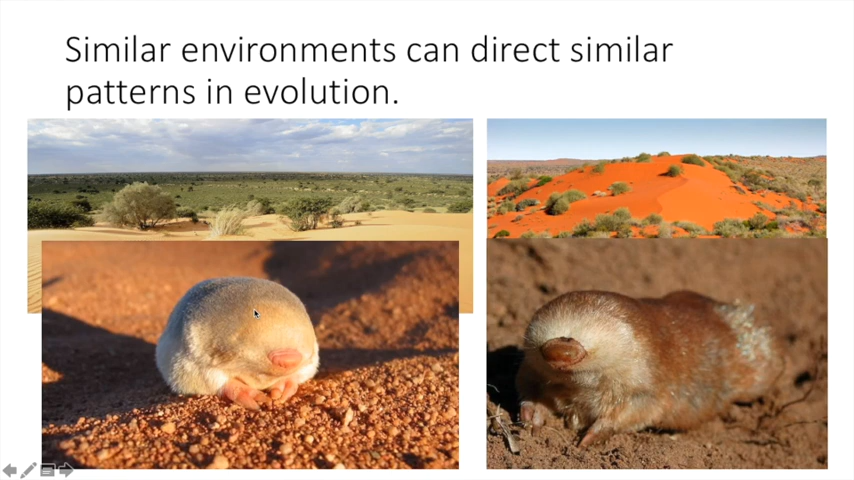 Similar environments can direct similar
patterns in evolution.